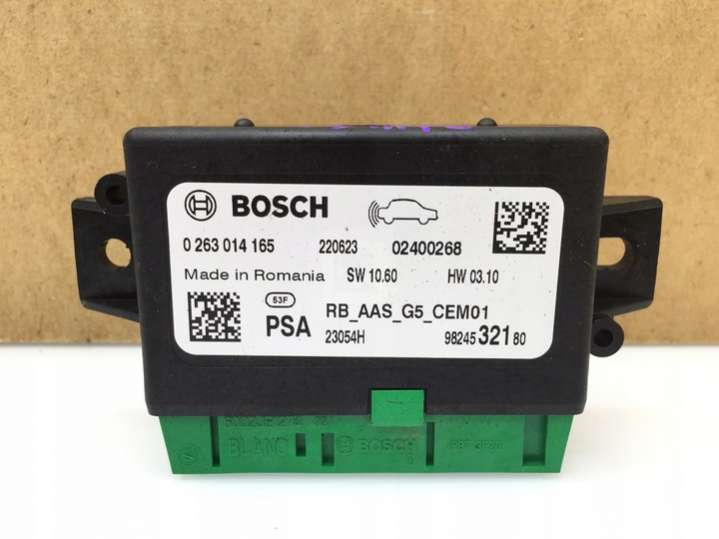 BOSCH
0 263 014 165 220623 02400268
Made in Romania SW 10.60 HW 03.10
53F
PSA RB_AAS_G5_CEM01
23054H 98245 321 80
BLANC BOSCH